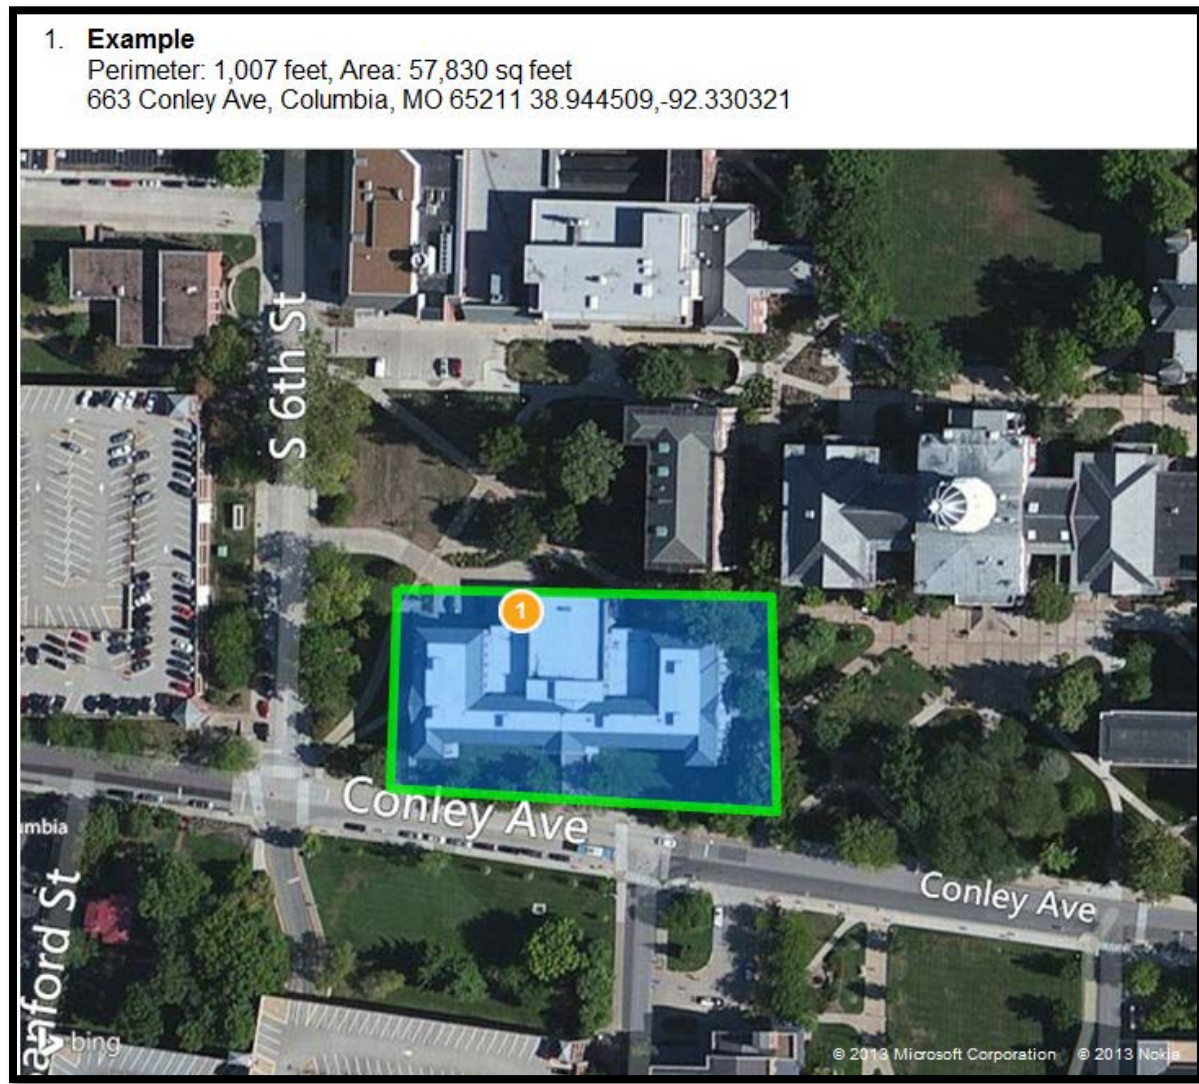 1. Example
Perimeter: 1,007 feet, Area: 57,830 sq feet
663 Conley Ave, Columbia, MO 65211 38.944509,-92.330321
S 6th St
1
Conley Ave
umbia
Conley Ave
anford St
bing
© 2013 Microsoft Corporation © 2013 Nokia